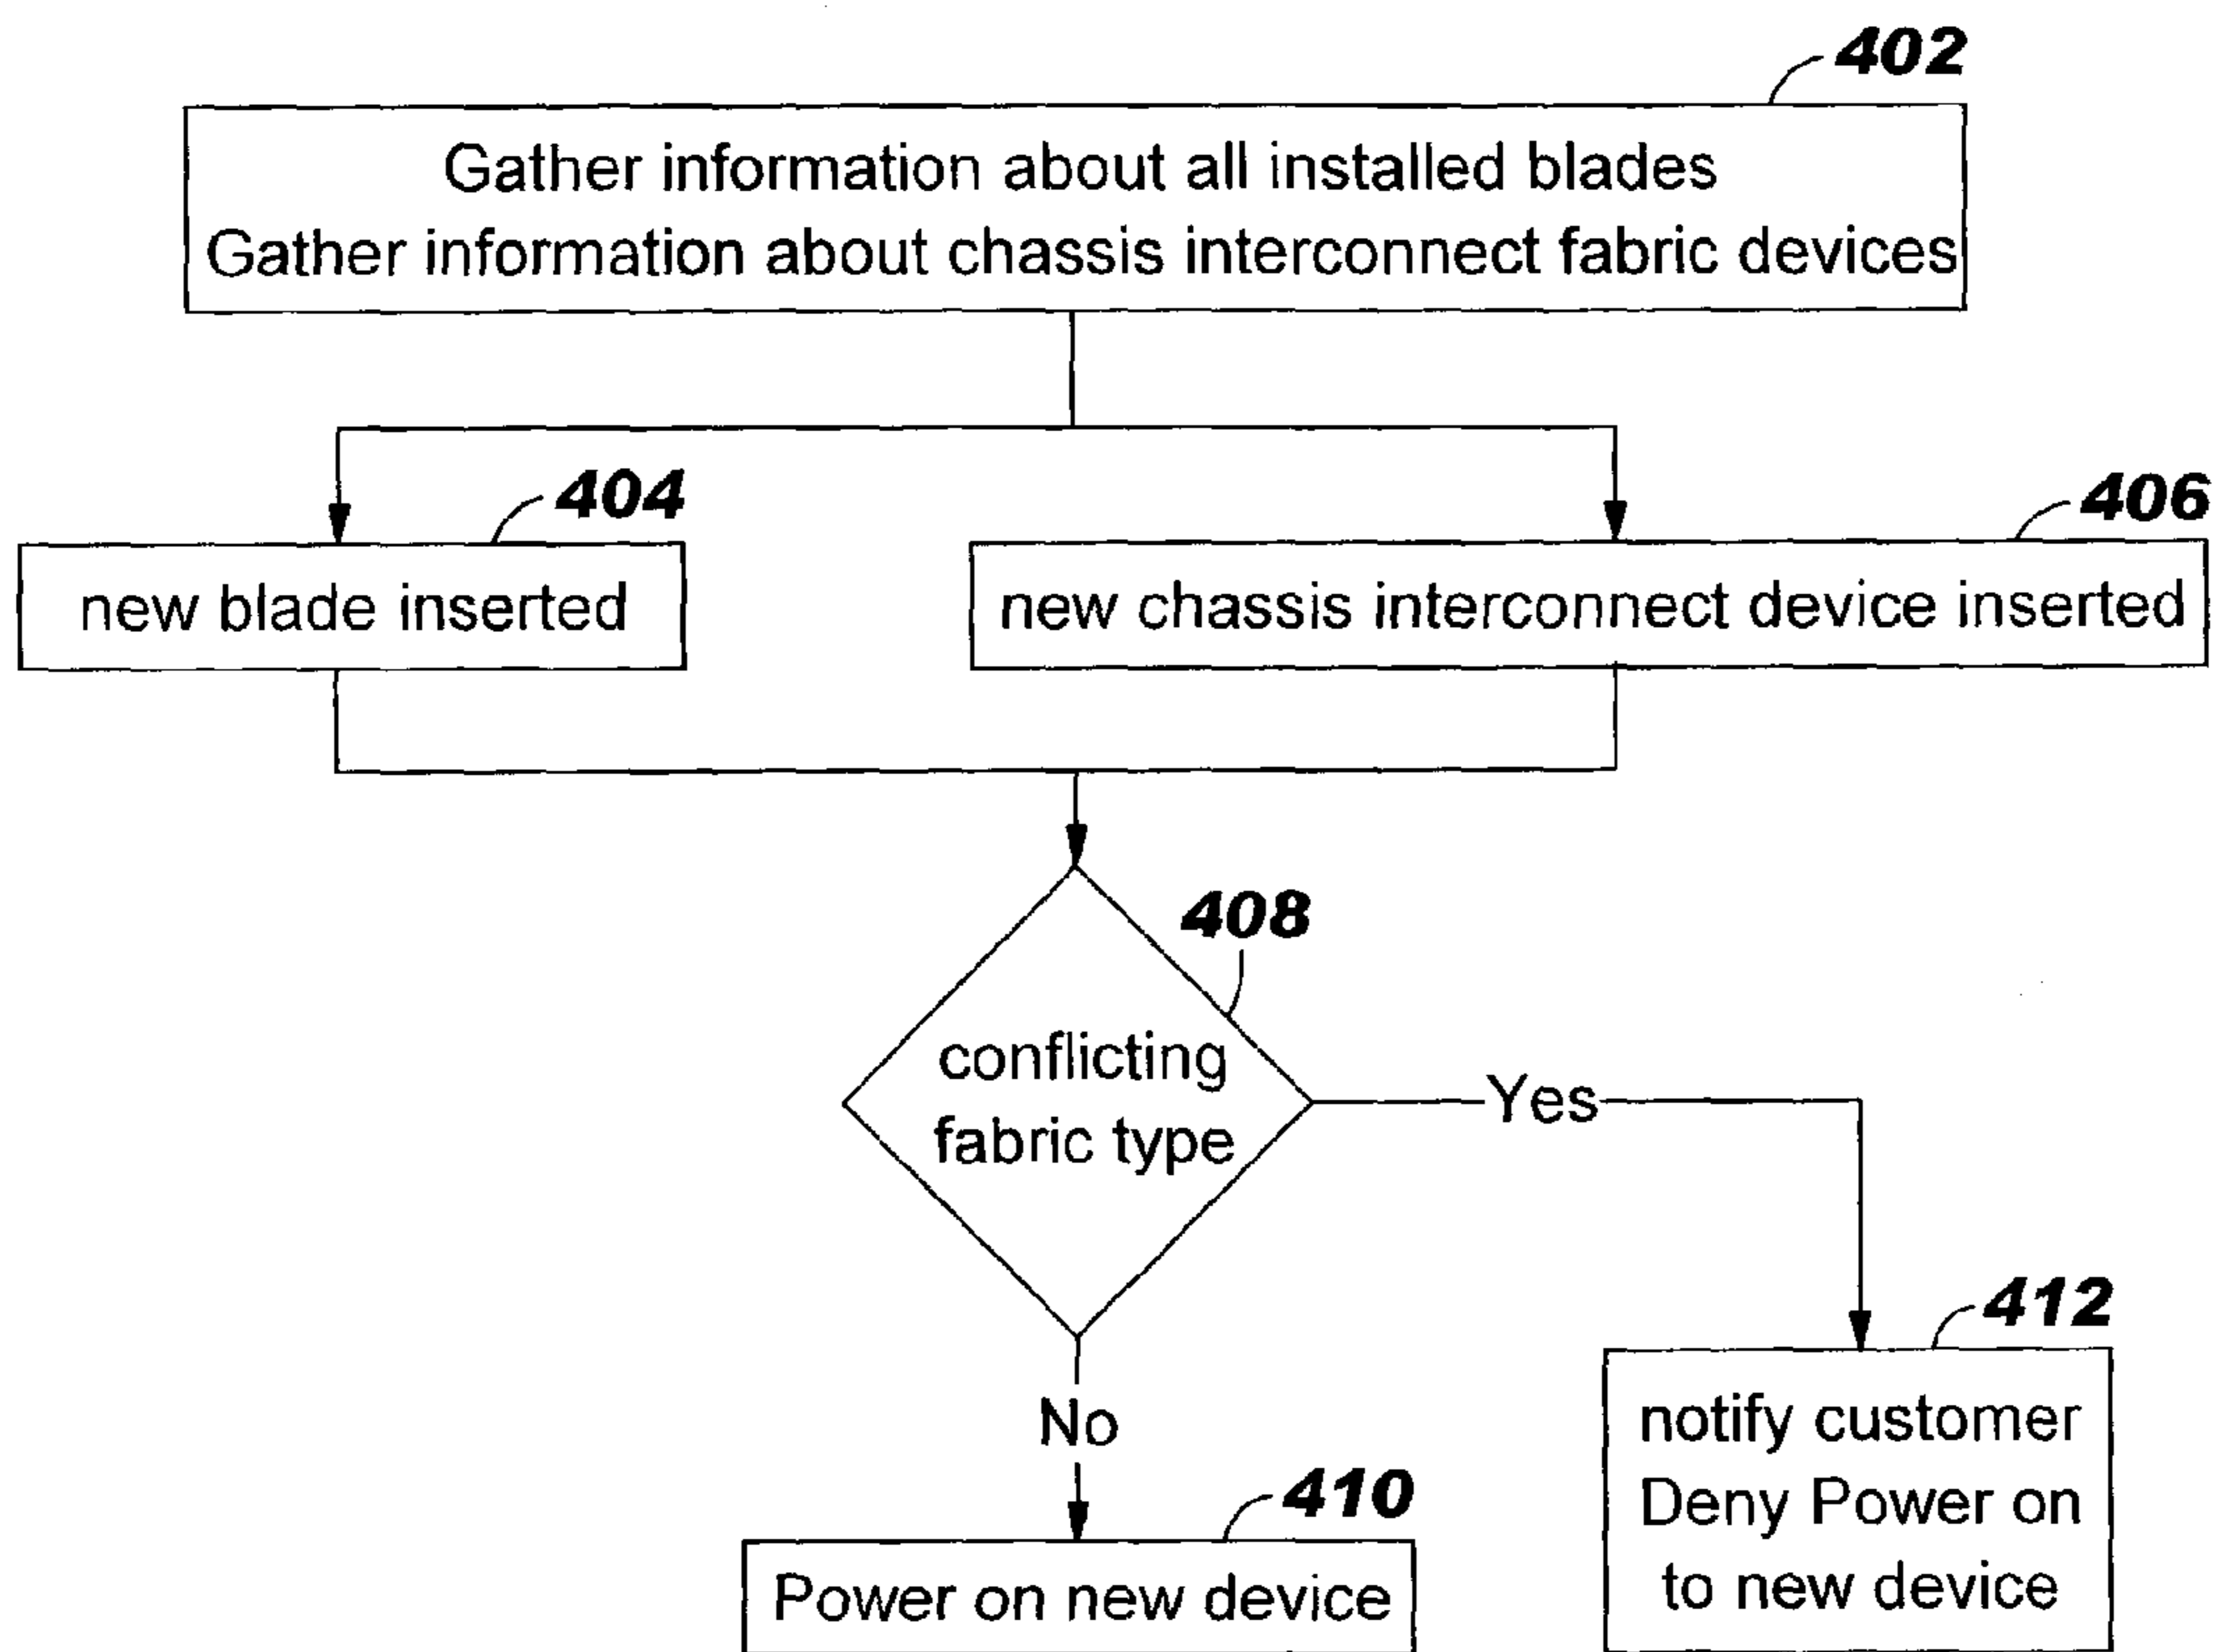 402
Gather information about all installed blades
Gather information about chassis interconnect fabric devices
404
406
new blade inserted
new chassis interconnect device inserted
408
conflicting
fabric type
Yes
412
No
notify customer
Deny Power on
to new device
410
Power on new device